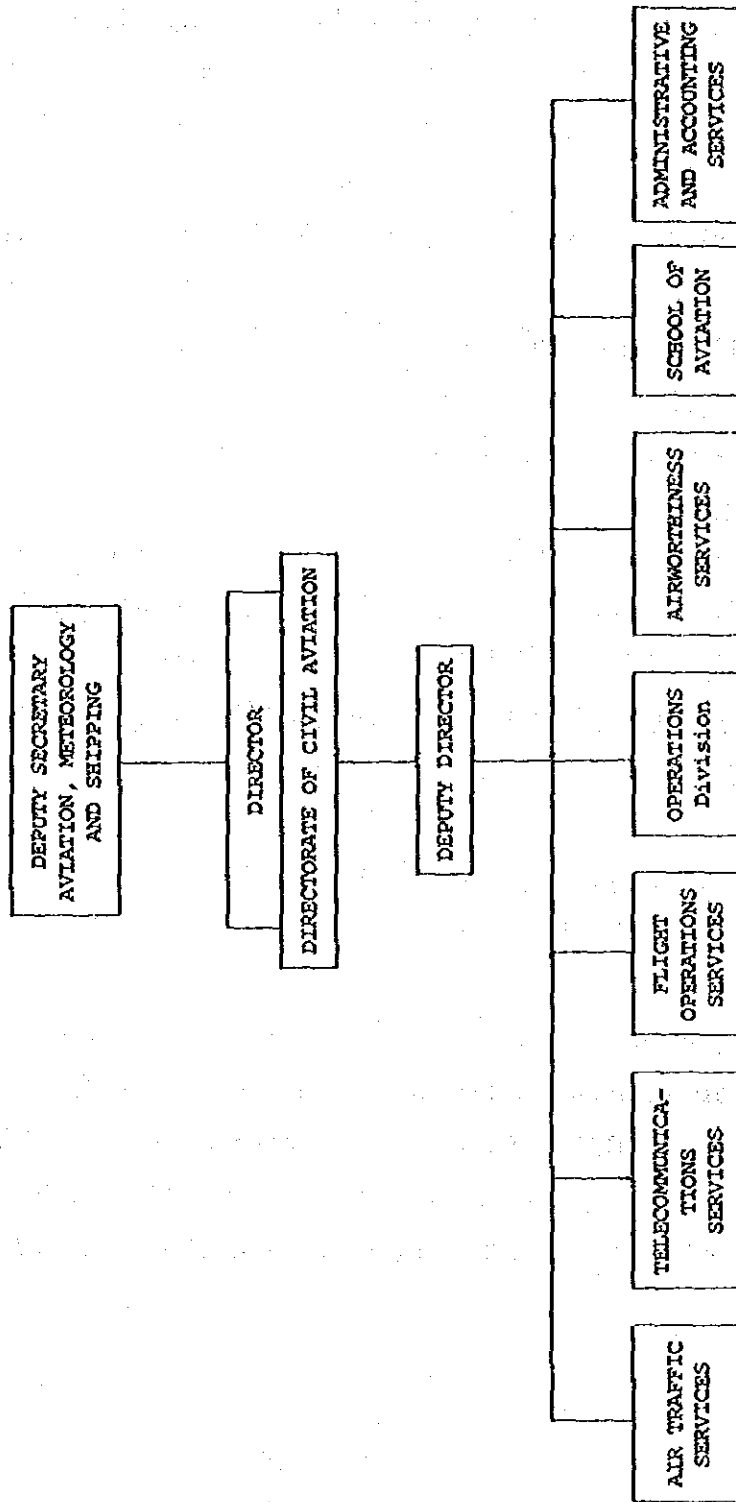 DEPUTY SECRETARY
AVIATION, METEOROLOGY
AND SHIPPING
DIRECTOR
DIRECTORATE OF CIVIL AVIATION
DEPUTY DIRECTOR
AIR TRAFFIC
SERVICES
TELECOMMUNICA-
TIONS
SERVICES
FLIGHT
OPERATIONS
SERVICES
OPERATIONS
Division
AIRWORTHINESS
SERVICES
SCHOOL OF
AVIATION
ADMINISTRATIVE
AND ACCOUNTING
SERVICES